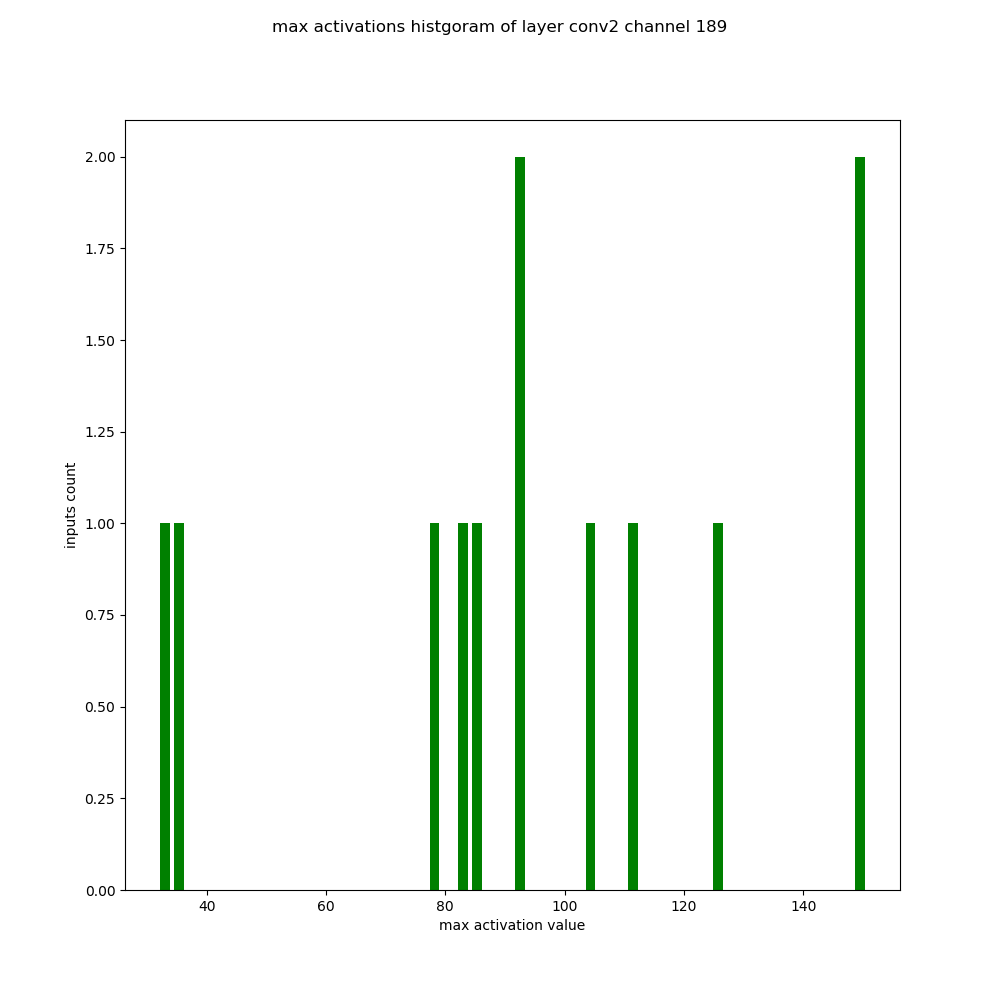 max activations histgoram of layer conv2 channel 189
2.00
1.75
1.50
1.25
1.00
0.75
0.50
0.25
0.00
inputs count
40 60 80 100 120 140
max activation value